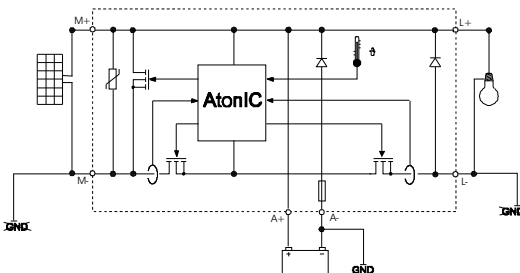 M+
L+
ϑ
AtonIC
M-
L-
A+
A-
GND
GND
GND
+
-